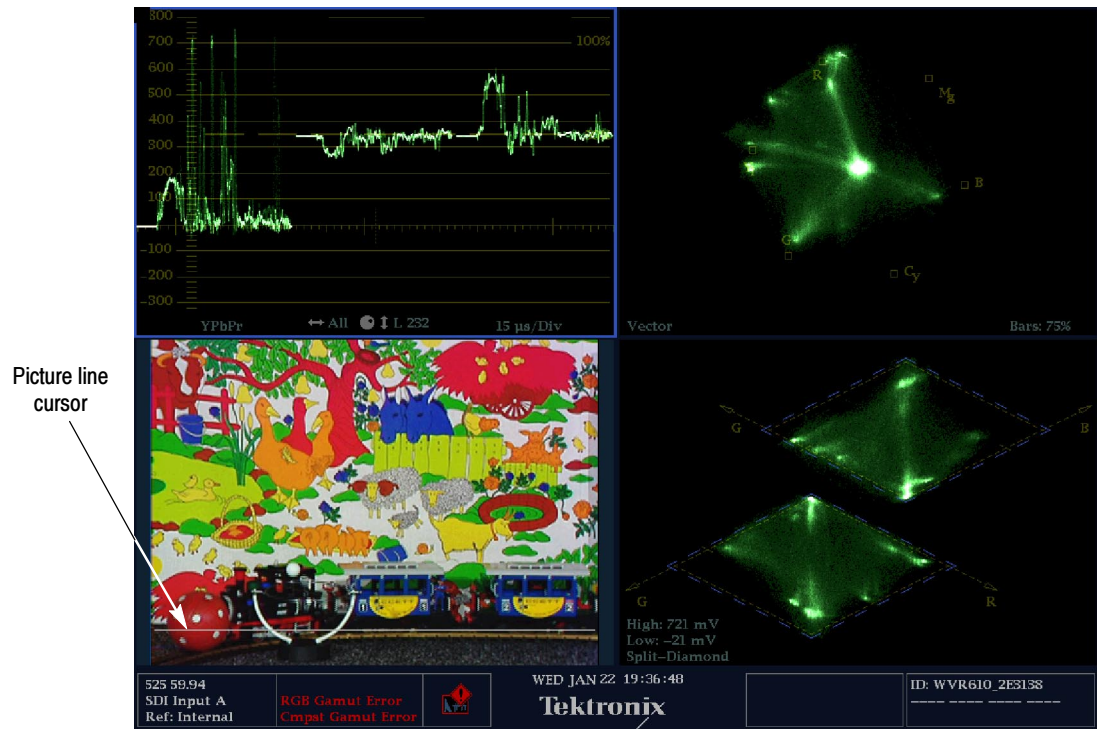 800
700
600
500
400
300
200
100
-100
-200
-300
100%
YPbPr
All
L 232
15 µs/Div
R
Mg
B
G
Cy
Vector
Bars: 75%
Picture line
cursor
G
B
G
R
High: 721 mV
Low: -21 mV
Split-Diamond
525 59.94
SDI Input A
Ref: Internal
RGB Gamut Error
Cmpst Gamut Error
WED JAN 22 19:36:48
Tektronix
ID: WVR610_2E3138
---- ---- ---- ----